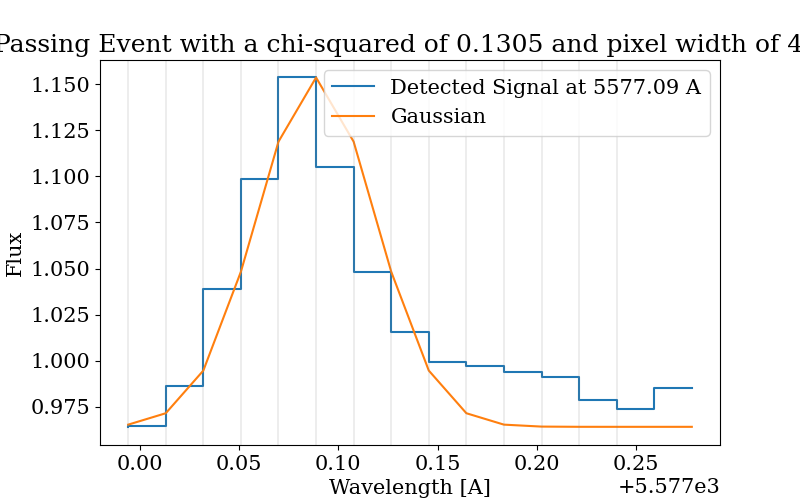 Passing Event with a chi-squared of 0.1305 and pixel width of 4
Detected Signal at 5577.09 A
Gaussian
Flux
1.150
1.125
1.100
1.075
1.050
1.025
1.000
0.975
0.00 0.05 0.10 0.15 0.20 0.25
Wavelength [A]
+5.577e3